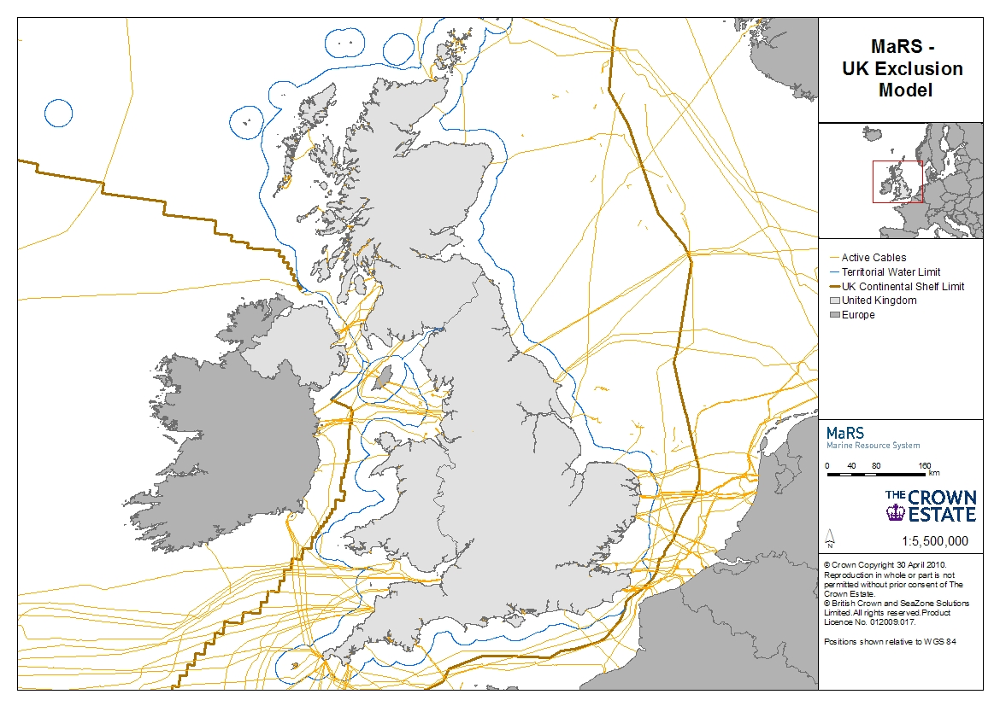 MaRS -
UK Exclusion
Model
Active Cables
Territorial Water Limit
UK Continental Shelf Limit
United Kingdom
Europe
MaRS
Marine Resource System
0 40 80 160
km
THE CROWN
ESTATE
N
1:5,500,000
© Crown Copyright 30 April 2010.
Reproduction in whole or part is not
permitted without prior consent of The
Crown Estate.
© British Crown and SeaZone Solutions
Limited. All rights reserved.Product
Licence No. 012009.017.
Positions shown relative to WGS 84